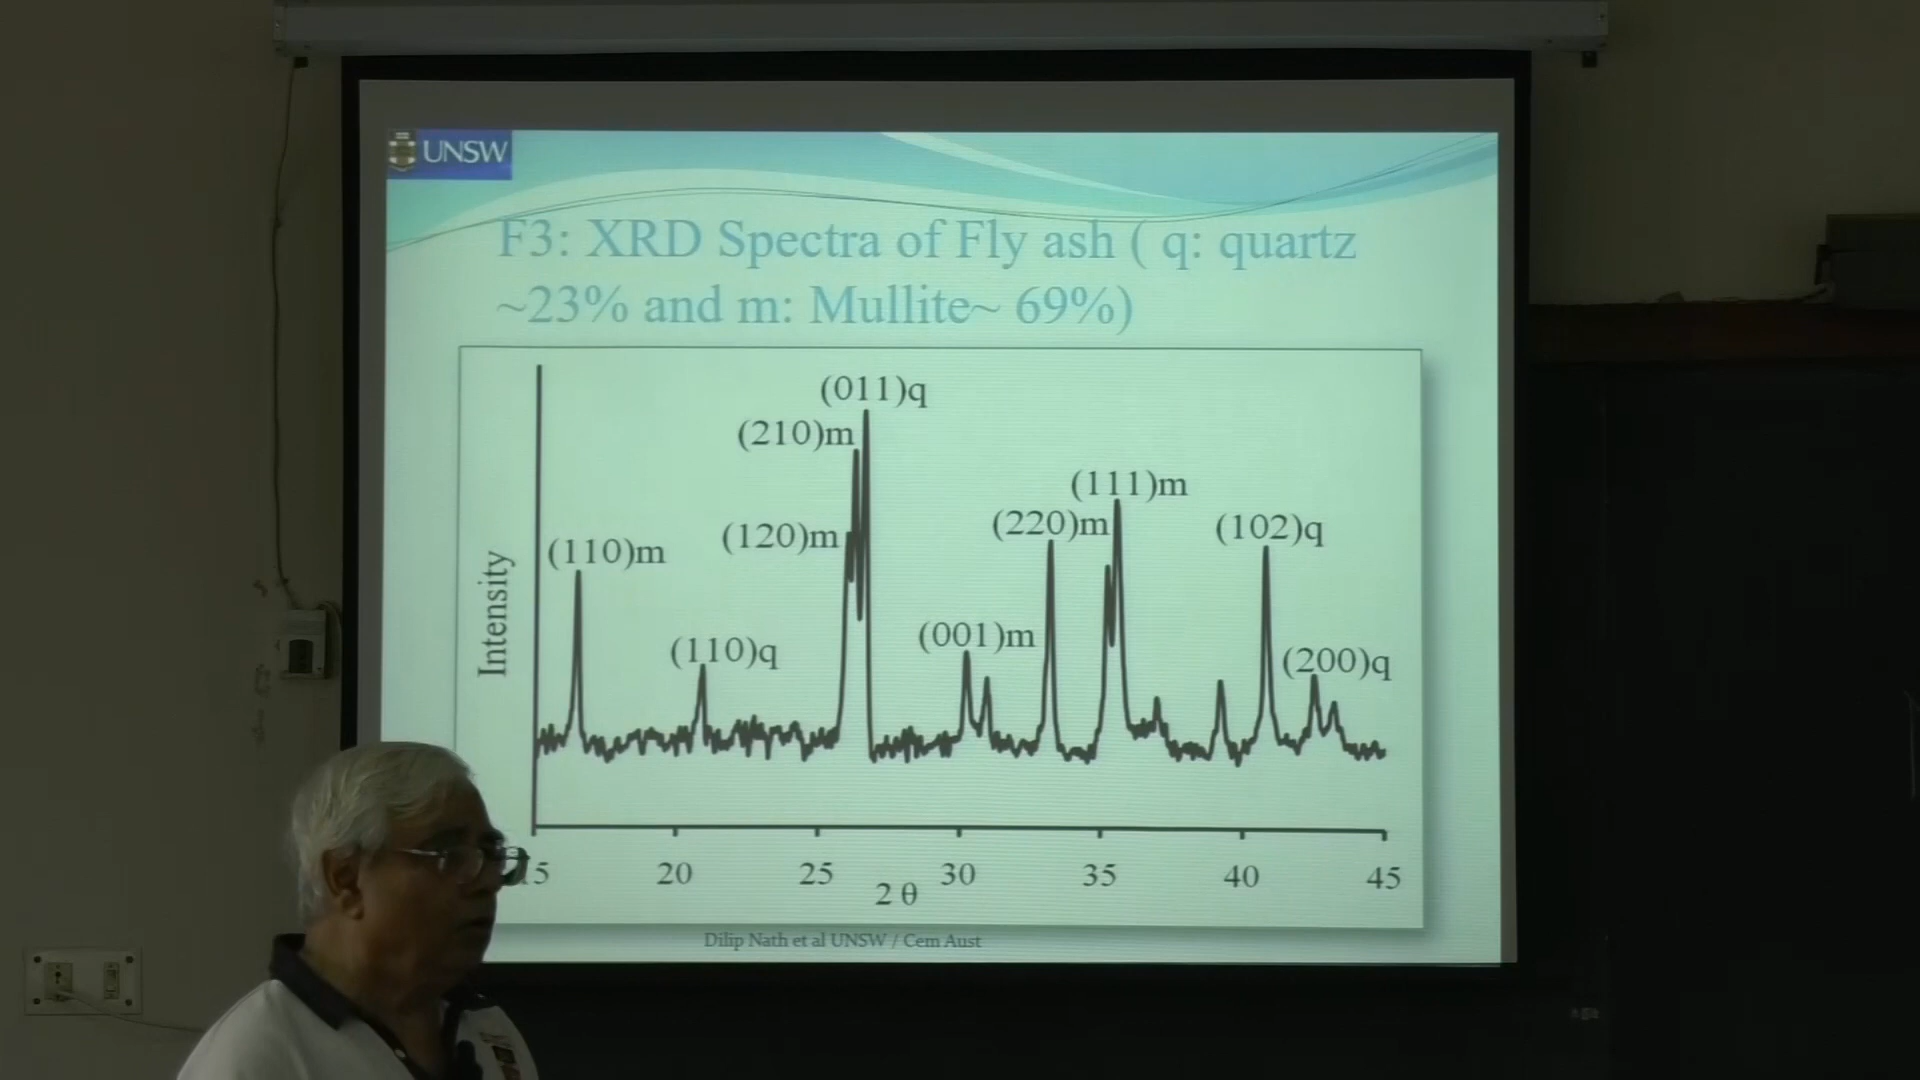 UNSW
F3: XRD Spectra of Fly ash ( q: quartz
~23% and m: Mullite~ 69%)
(011)q
(210)m
(111)m
(220)m
(102)q
(120)m
(110)m
(001)m
(110)q
(200)q
Intensity
15 20 25 30 35 40 45
2 θ
Dilip Nath et al UNSW / Cem Aust